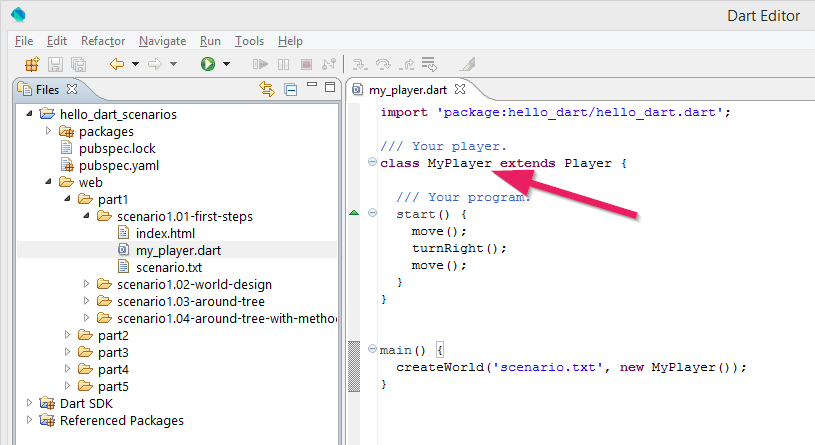 Dart Editor
File Edit Refactor Navigate Run Tools Help
Files
hello_dart_scenarios
packages
pubspec.lock
pubspec.yaml
web
part1
scenario1.01-first-steps
index.html
my_player.dart
scenario.txt
scenario1.02-world-design
scenario1.03-around-tree
scenario1.04-around-tree-with-metho
part2
part3
part4
part5
Dart SDK
Referenced Packages
my_player.dart
import 'package:hello_dart/hello_dart.dart';
/// Your player.
class MyPlayer extends Player {
/// Your program.
start() {
move();
turnRight();
move();
}
}
main() {
createWorld('scenario.txt', new MyPlayer());
}